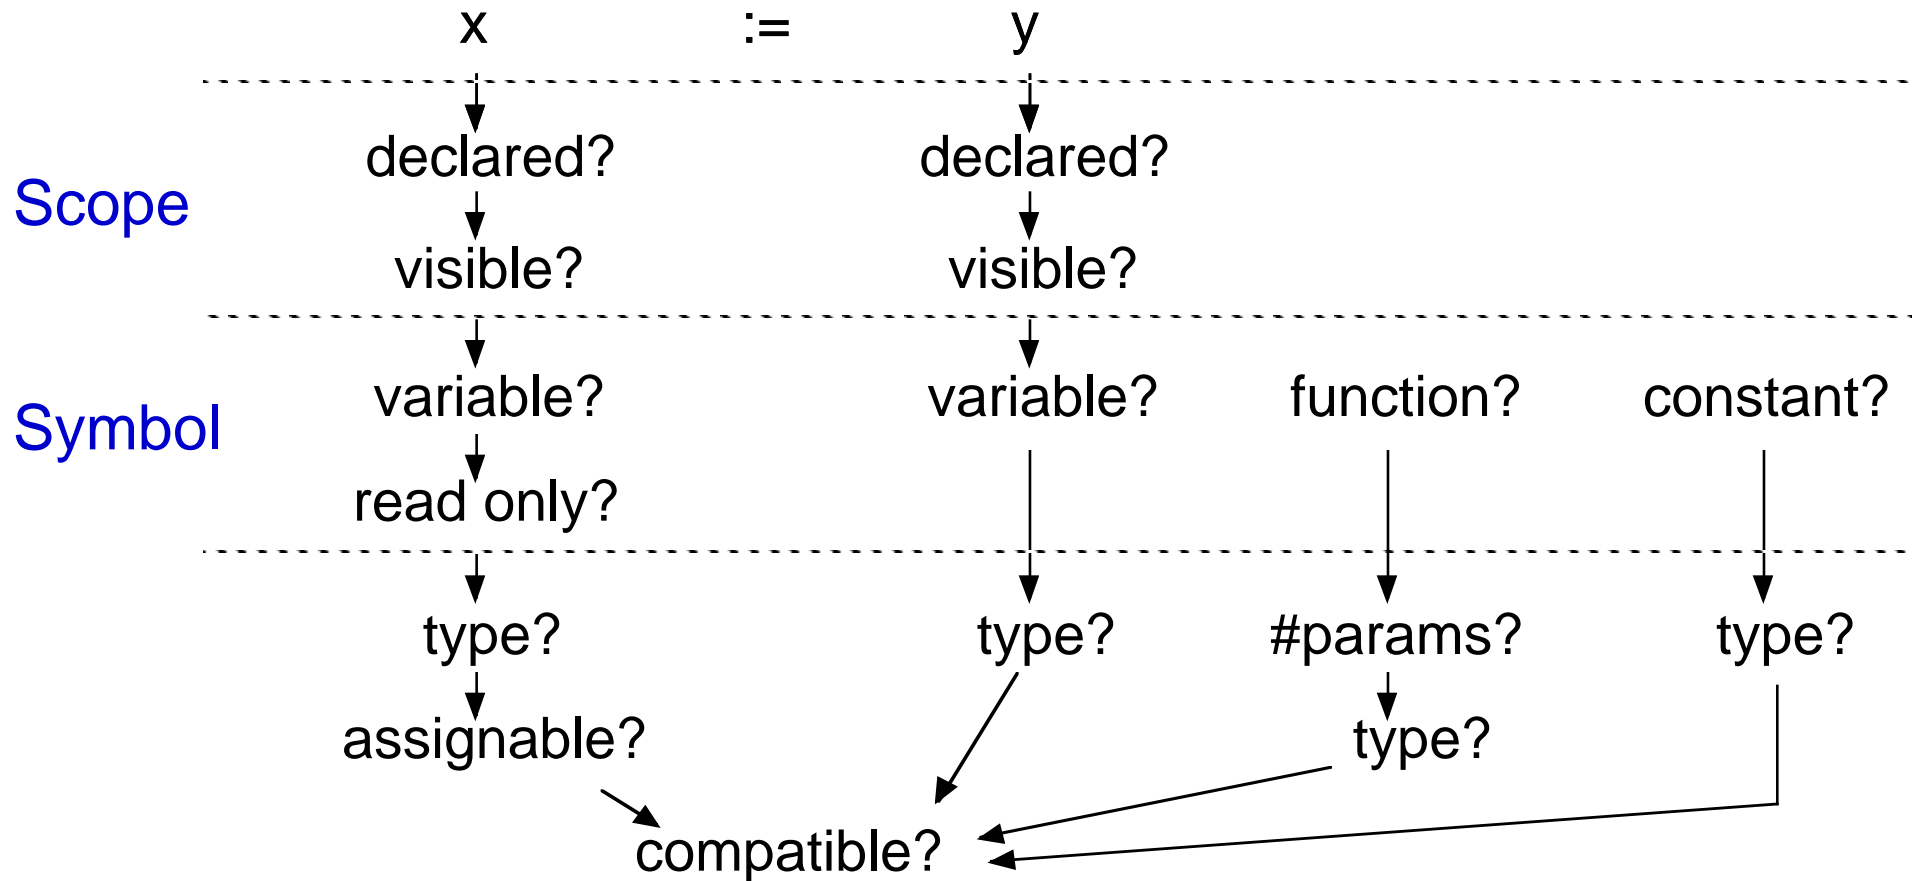 x := y
declared? declared?
Scope
visible? visible?
variable? variable? function? constant?
Symbol
read only?
type? type? #params? type?
assignable? type?
compatible?